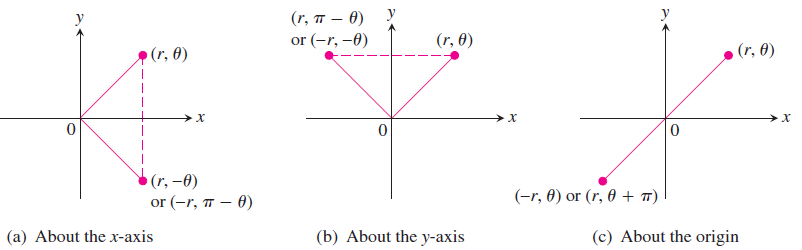 y
(r, θ)
0
x
(r, −θ)
or (−r, π − θ)
(a) About the x-axis
(r, π − θ)
or (−r, −θ)
y
(r, θ)
0
x
(b) About the y-axis
y
(r, θ)
0
x
(−r, θ) or (r, θ + π)
(c) About the origin